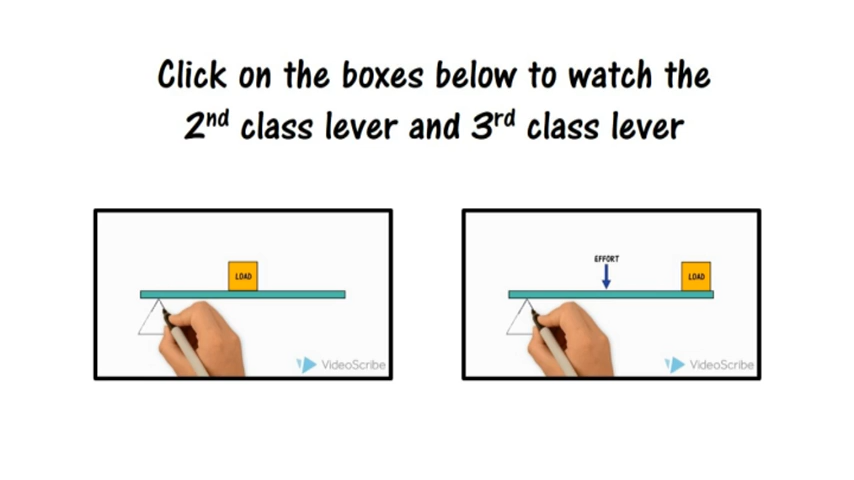 Click on the boxes below to watch the
2nd class lever and 3rd class lever
EFFORT
LOAD
LOAD
VideoScribe
VideoScribe